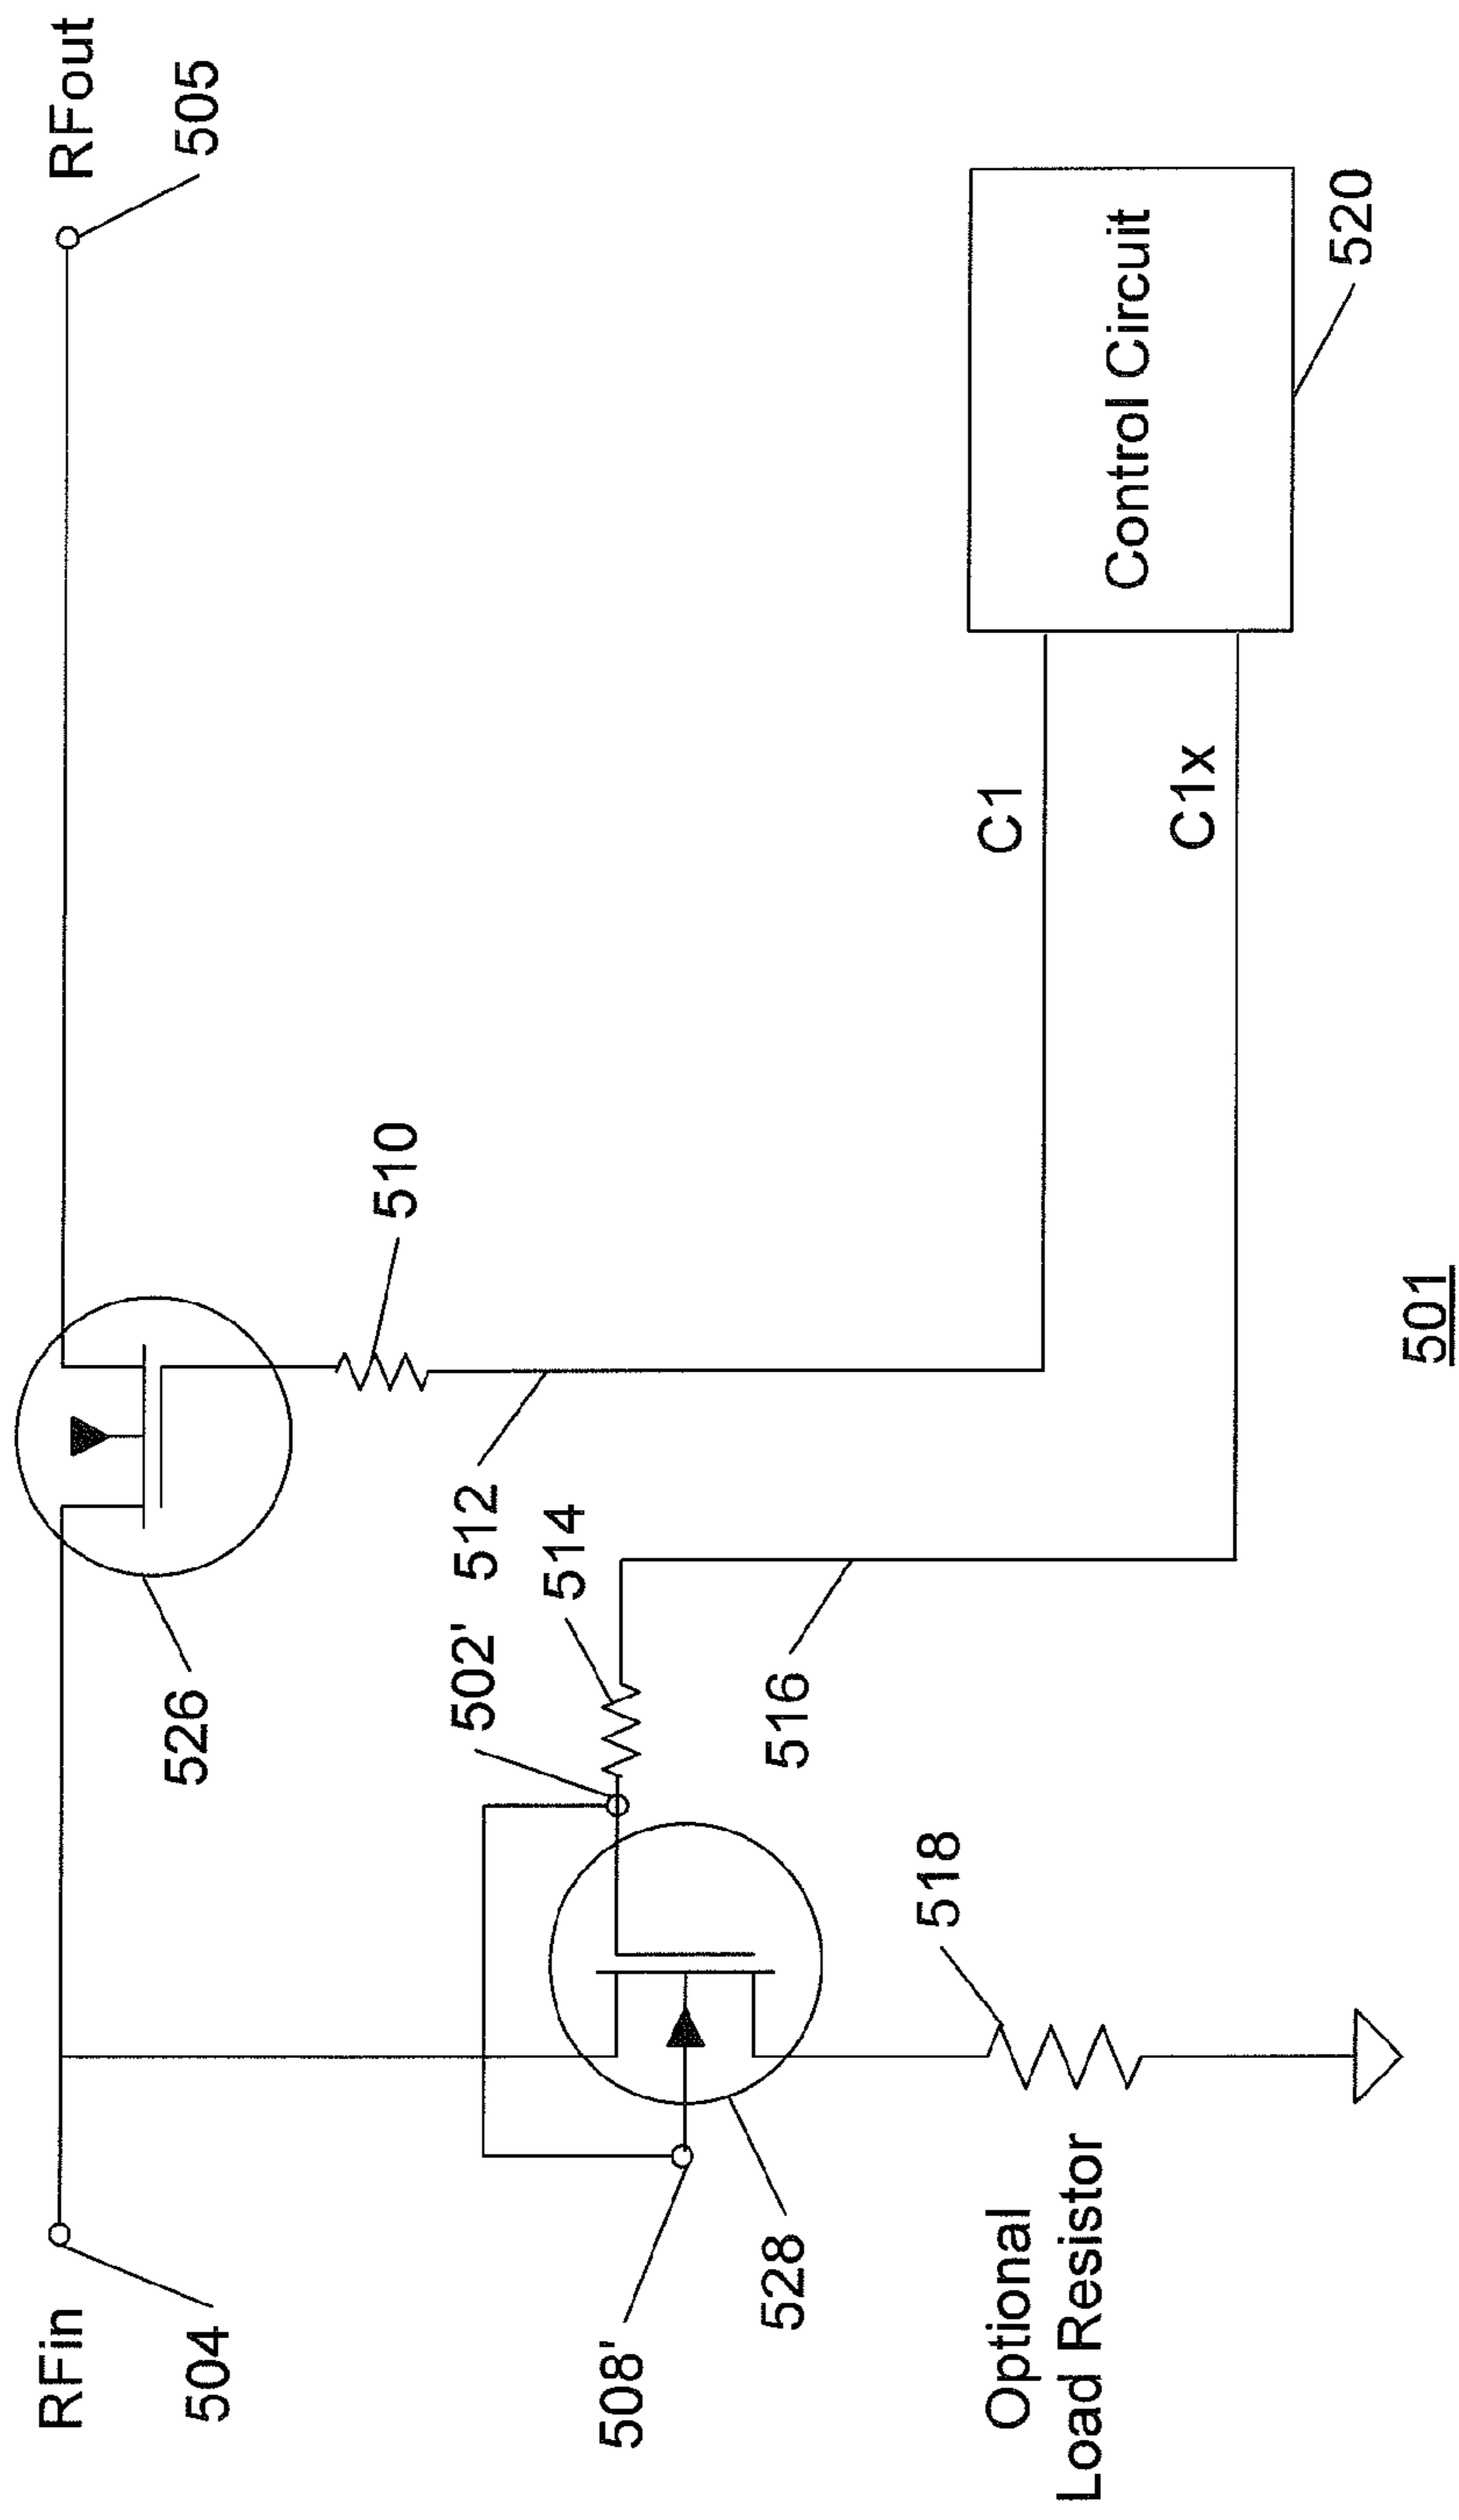 RFin
504
526
RFout
505
510
502'
512
514
508'
528
516
518
Optional
Load Resistor
C1
C1x
Control Circuit
520
501